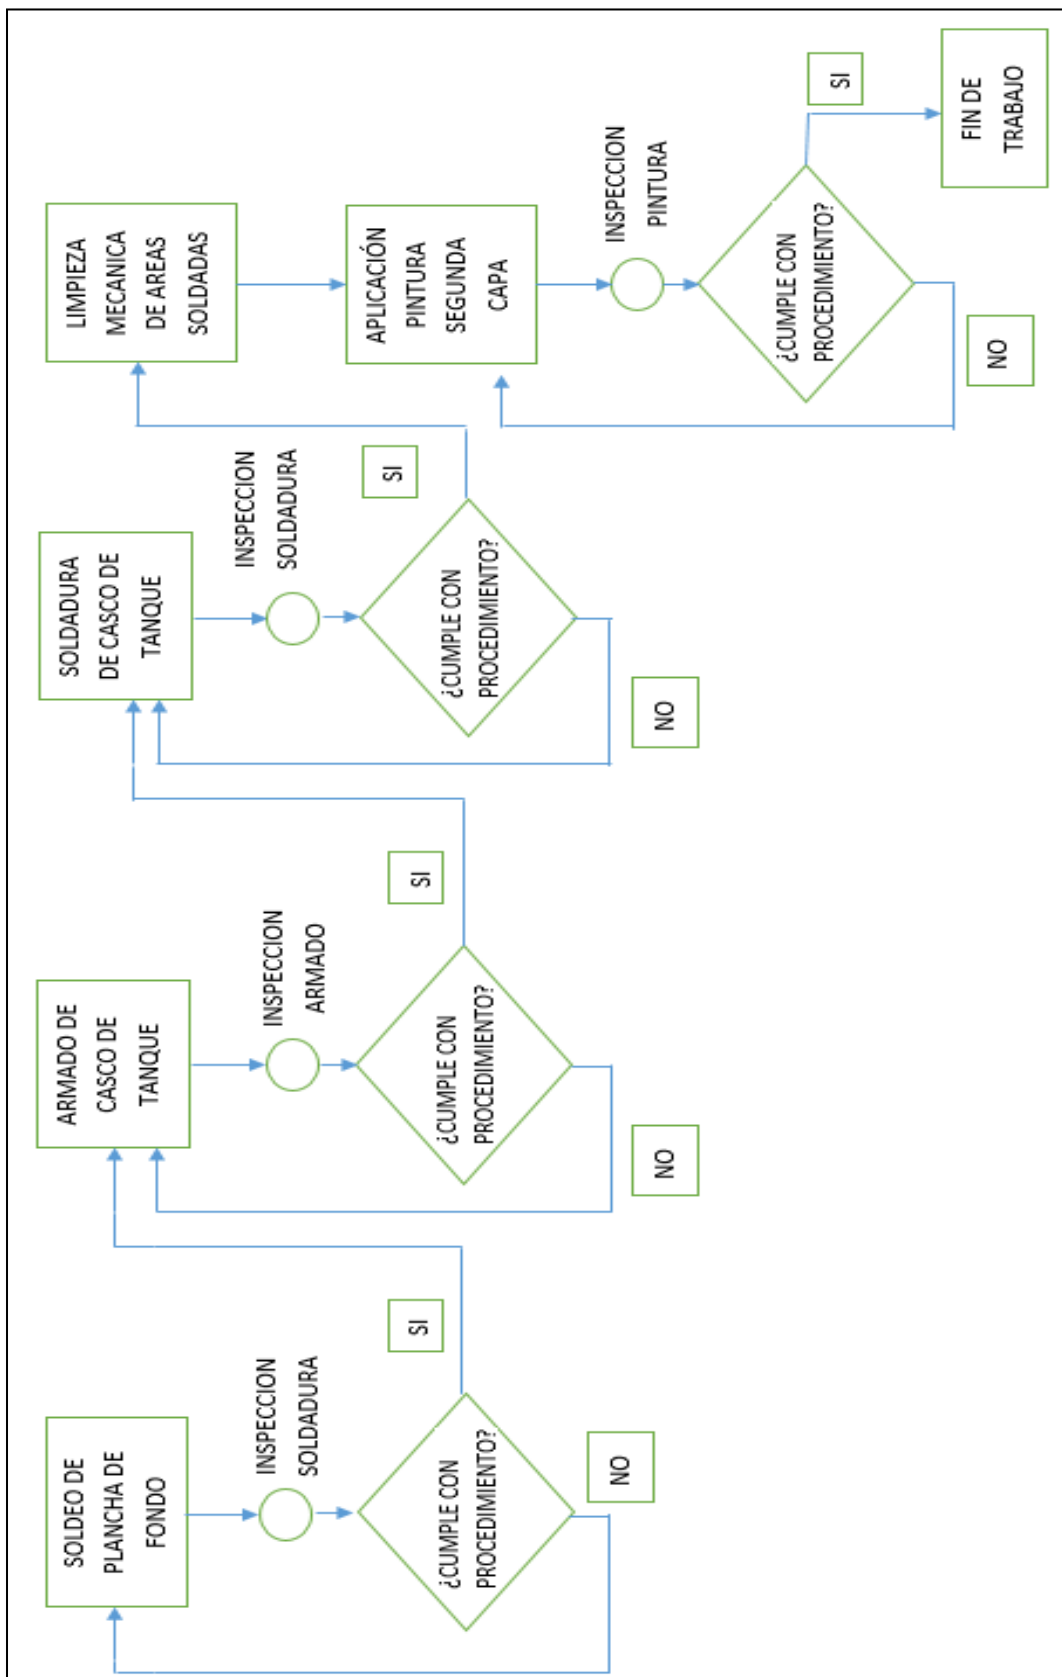 SOLDEO DE
PLANCHA DE
FONDO
INSPECCION
SOLDADURA
¿CUMPLE CON
PROCEDIMIENTO?
SI
NO
ARMADO DE
CASCO DE
TANQUE
INSPECCION
ARMADO
¿CUMPLE CON
PROCEDIMIENTO?
SI
NO
SOLDADURA
DE CASCO DE
TANQUE
INSPECCION
SOLDADURA
¿CUMPLE CON
PROCEDIMIENTO?
SI
NO
LIMPIEZA
MECANICA
DE AREAS
SOLDADAS
APLICACIÓN
PINTURA
SEGUNDA
CAPA
INSPECCION
PINTURA
¿CUMPLE CON
PROCEDIMIENTO?
SI
NO
FIN DE
TRABAJO